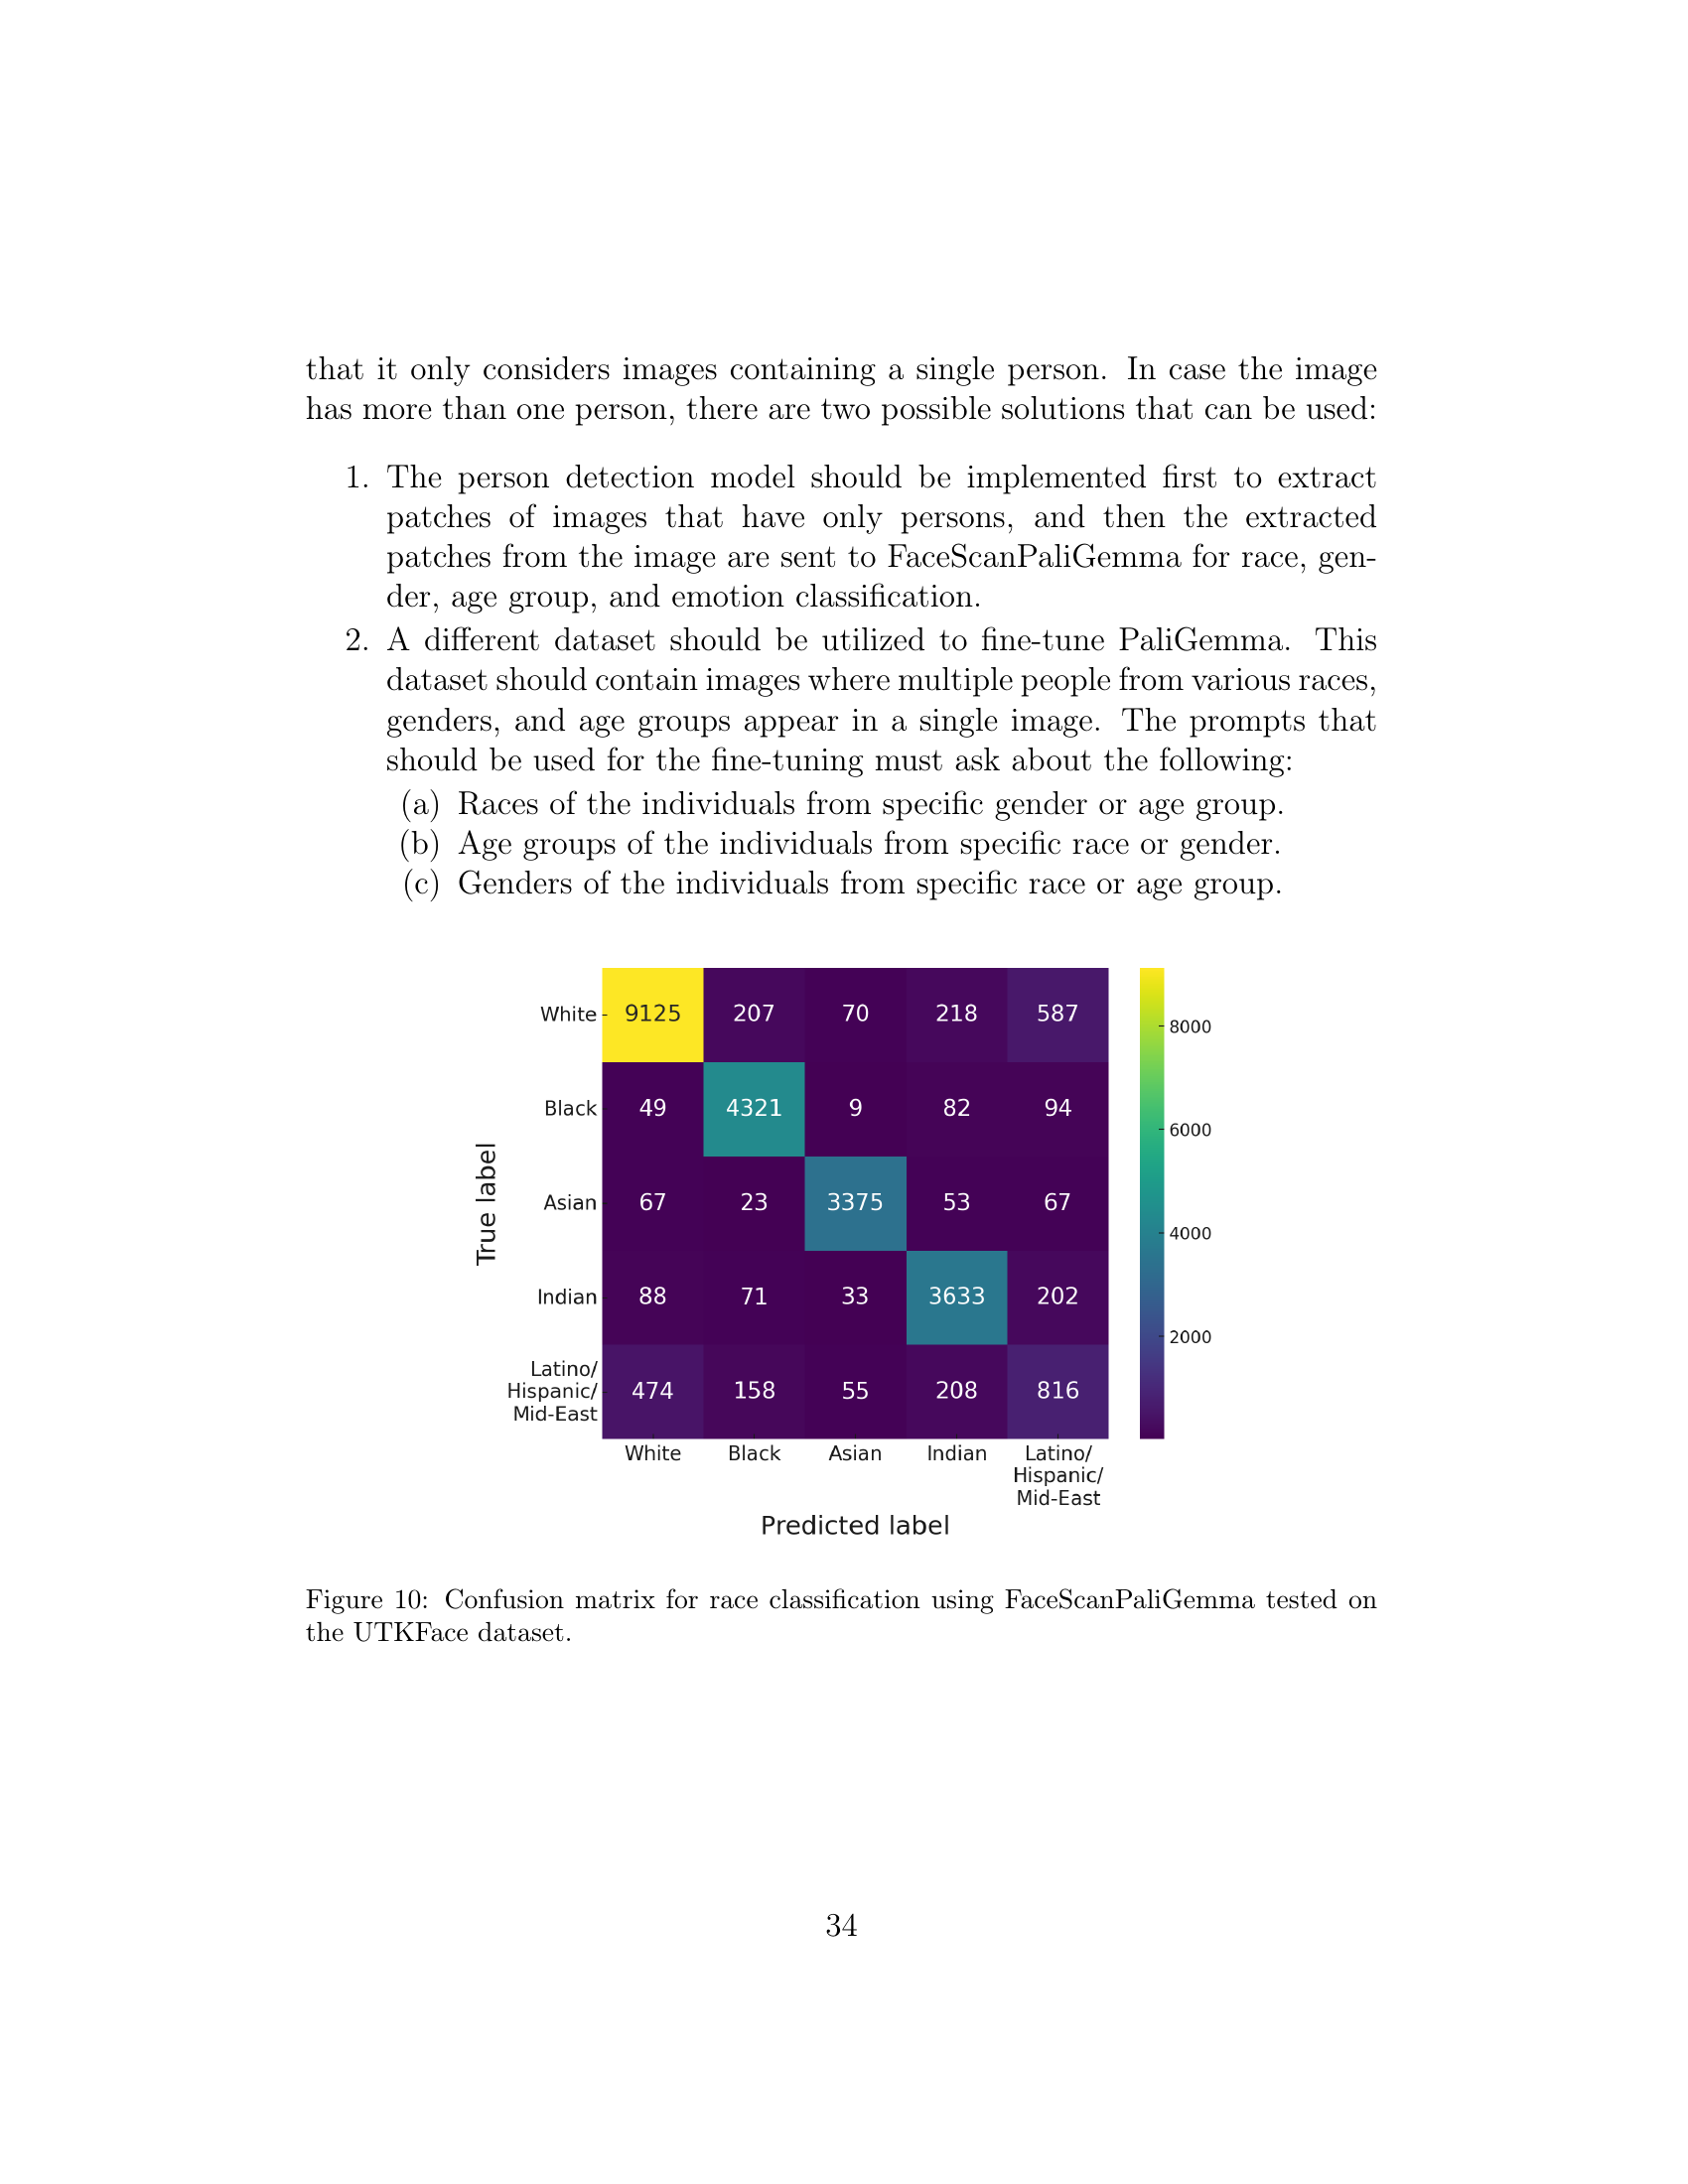 that it only considers images containing a single person. In case the image
has more than one person, there are two possible solutions that can be used:
1. The person detection model should be implemented first to extract
patches of images that have only persons, and then the extracted
patches from the image are sent to FaceScanPaliGemma for race, gen-
der, age group, and emotion classification.
2. A different dataset should be utilized to fine-tune PaliGemma. This
dataset should contain images where multiple people from various races,
genders, and age groups appear in a single image. The prompts that
should be used for the fine-tuning must ask about the following:
(a) Races of the individuals from specific gender or age group.
(b) Age groups of the individuals from specific race or gender.
(c) Genders of the individuals from specific race or age group.
True label
White 9125 207 70 218 587
Black 49 4321 9 82 94
Asian 67 23 3375 53 67
Indian 88 71 33 3633 202
Latino/
Hispanic/ 474 158 55 208 816
Mid-East
White Black Asian Indian Latino/
Hispanic/
Mid-East
Predicted label
8000
6000
4000
2000
Figure 10: Confusion matrix for race classification using FaceScanPaliGemma tested on
the UTKFace dataset.
34